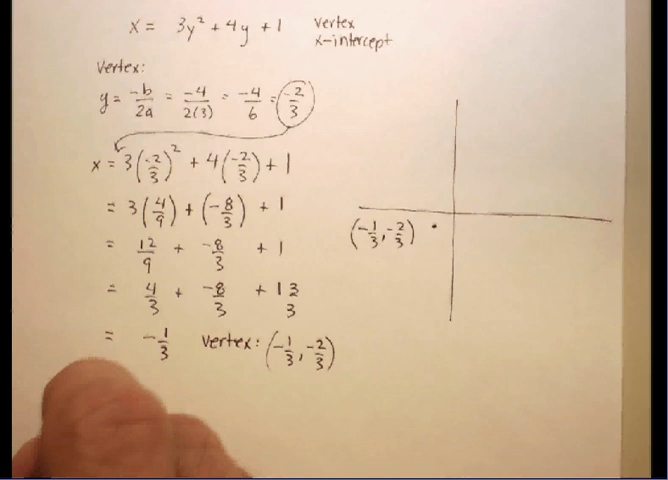 x = 3y² + 4y + 1 vertex
x-intercept
Vertex:
y = -b/2a = -4/2(3) = -4/6 = -2/3
x = 3(-2/3)² + 4(-2/3) + 1
= 3(4/9) + (-8/3) + 1
= 12/9 + -8/3 + 1
= 4/3 + -8/3 + 1 3/3
= -1/3 Vertex: (-1/3, -2/3)
(-1/3, -2/3)